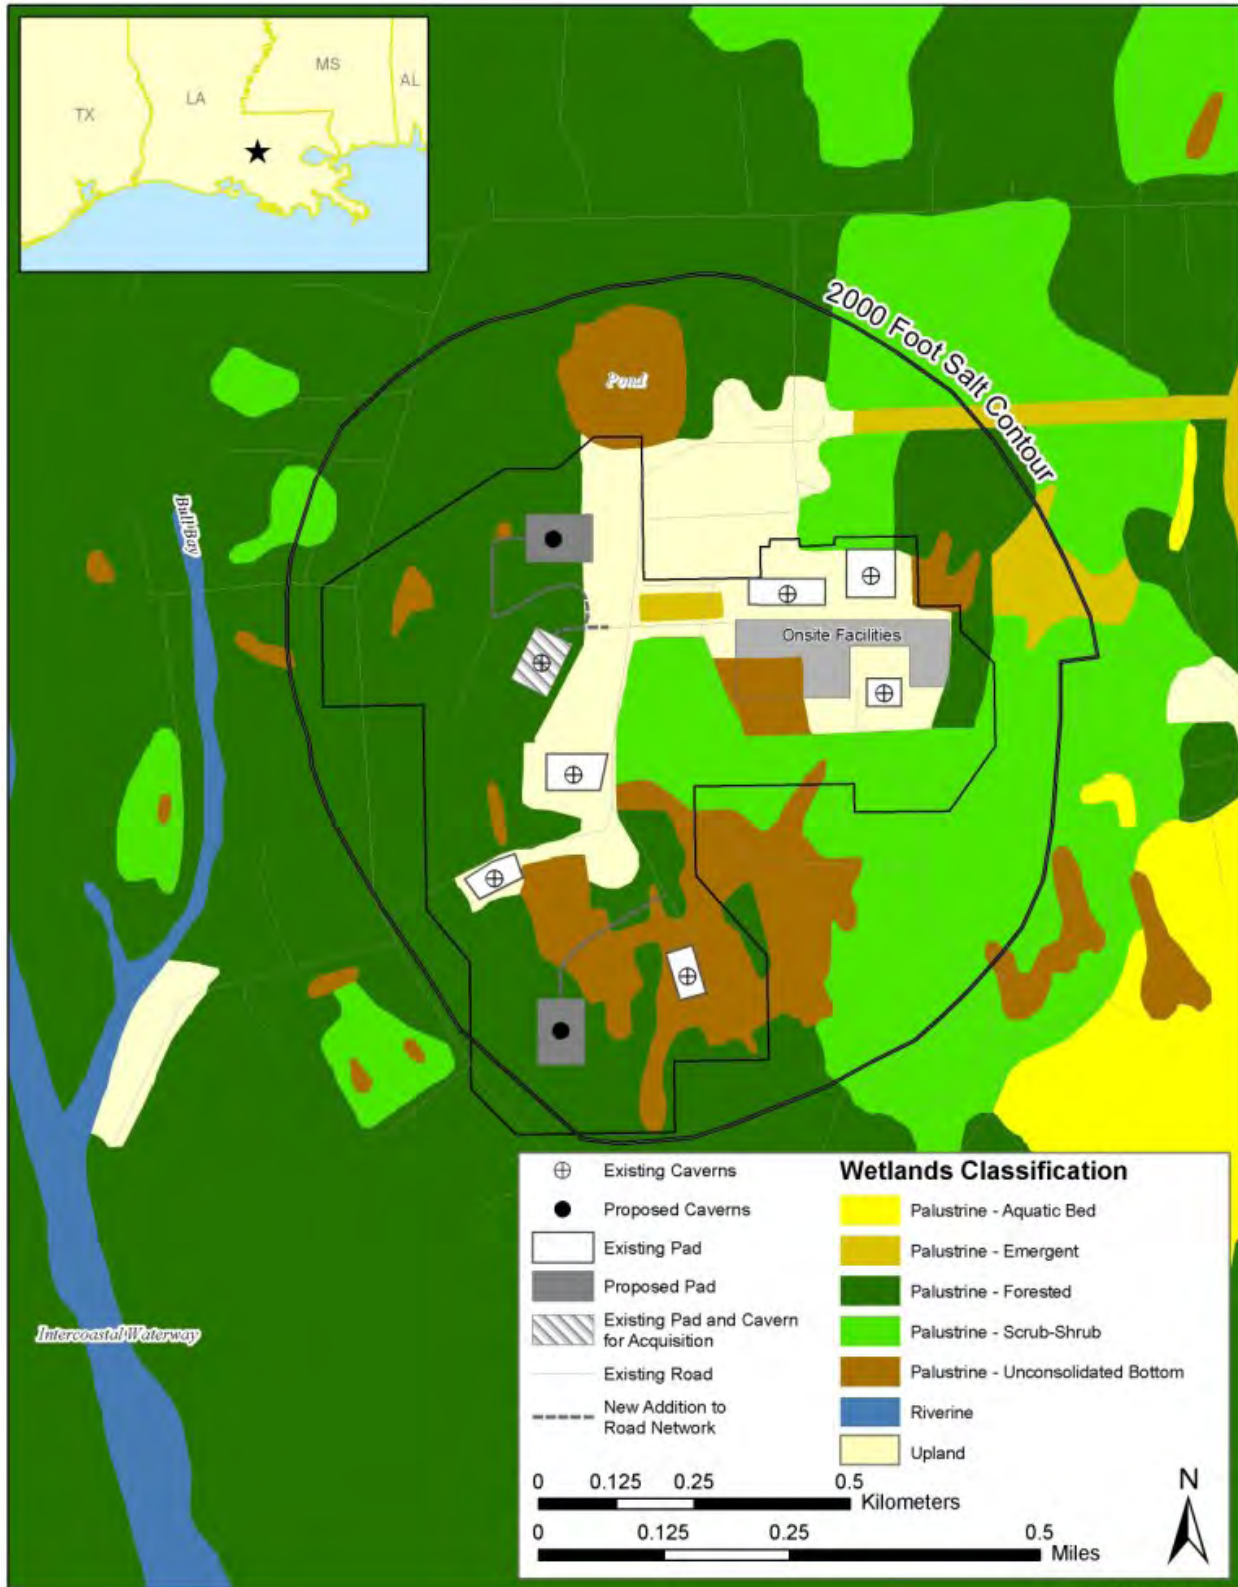 MS
LA
AL
TX
2000 Foot Salt Contour
Pond
Bull Bay
Onsite Facilities
Intercoastal Waterway
Existing Caverns
Proposed Caverns
Existing Pad
Proposed Pad
Existing Pad and Cavern
for Acquisition
Existing Road
New Addition to
Road Network
Wetlands Classification
Palustrine - Aquatic Bed
Palustrine - Emergent
Palustrine - Forested
Palustrine - Scrub-Shrub
Palustrine - Unconsolidated Bottom
Riverine
Upland
0 0.125 0.25 0.5
Kilometers
0 0.125 0.25 0.5
Miles
N